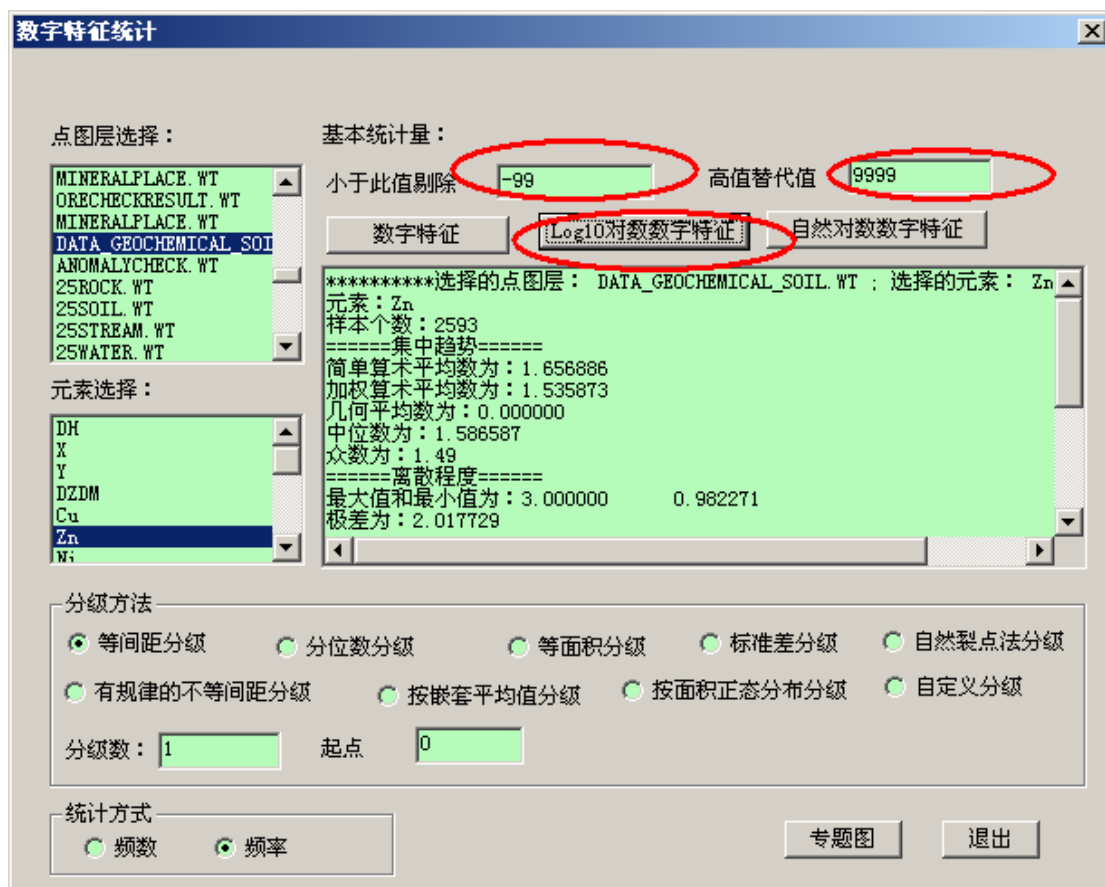 数字特征统计
点图层选择：
MINERALPLACE.WT
ORECHECKRESULT.WT
MINERALPLACE.WT
DATA_GEOCHEMICAL_SOI
ANOMALYCHECK.WT
25ROCK.WT
25SOIL.WT
25STREAM.WT
25WATER.WT
元素选择：
DH
X
Y
DZDM
Cu
Zn
Ni
基本统计量：
小于此值剔除 -99 高值替代值 9999
数字特征 Log10对数数字特征 自然对数数字特征
**********选择的点图层： DATA_GEOCHEMICAL_SOIL.WT ；选择的元素： Zn
元素：Zn
样本个数：2593
======集中趋势======
简单算术平均数为：1.656886
加权算术平均数为：1.535873
几何平均数为：0.000000
中位数为：1.586587
众数为：1.49
======离散程度======
最大值和最小值为：3.000000 0.982271
极差为：2.017729
分级方法
等间距分级 分位数分级 等面积分级 标准差分级 自然裂点法分级
有规律的不等间距分级 按嵌套平均值分级 按面积正态分布分级 自定义分级
分级数：1 起点 0
统计方式
频数 频率
专题图 退出